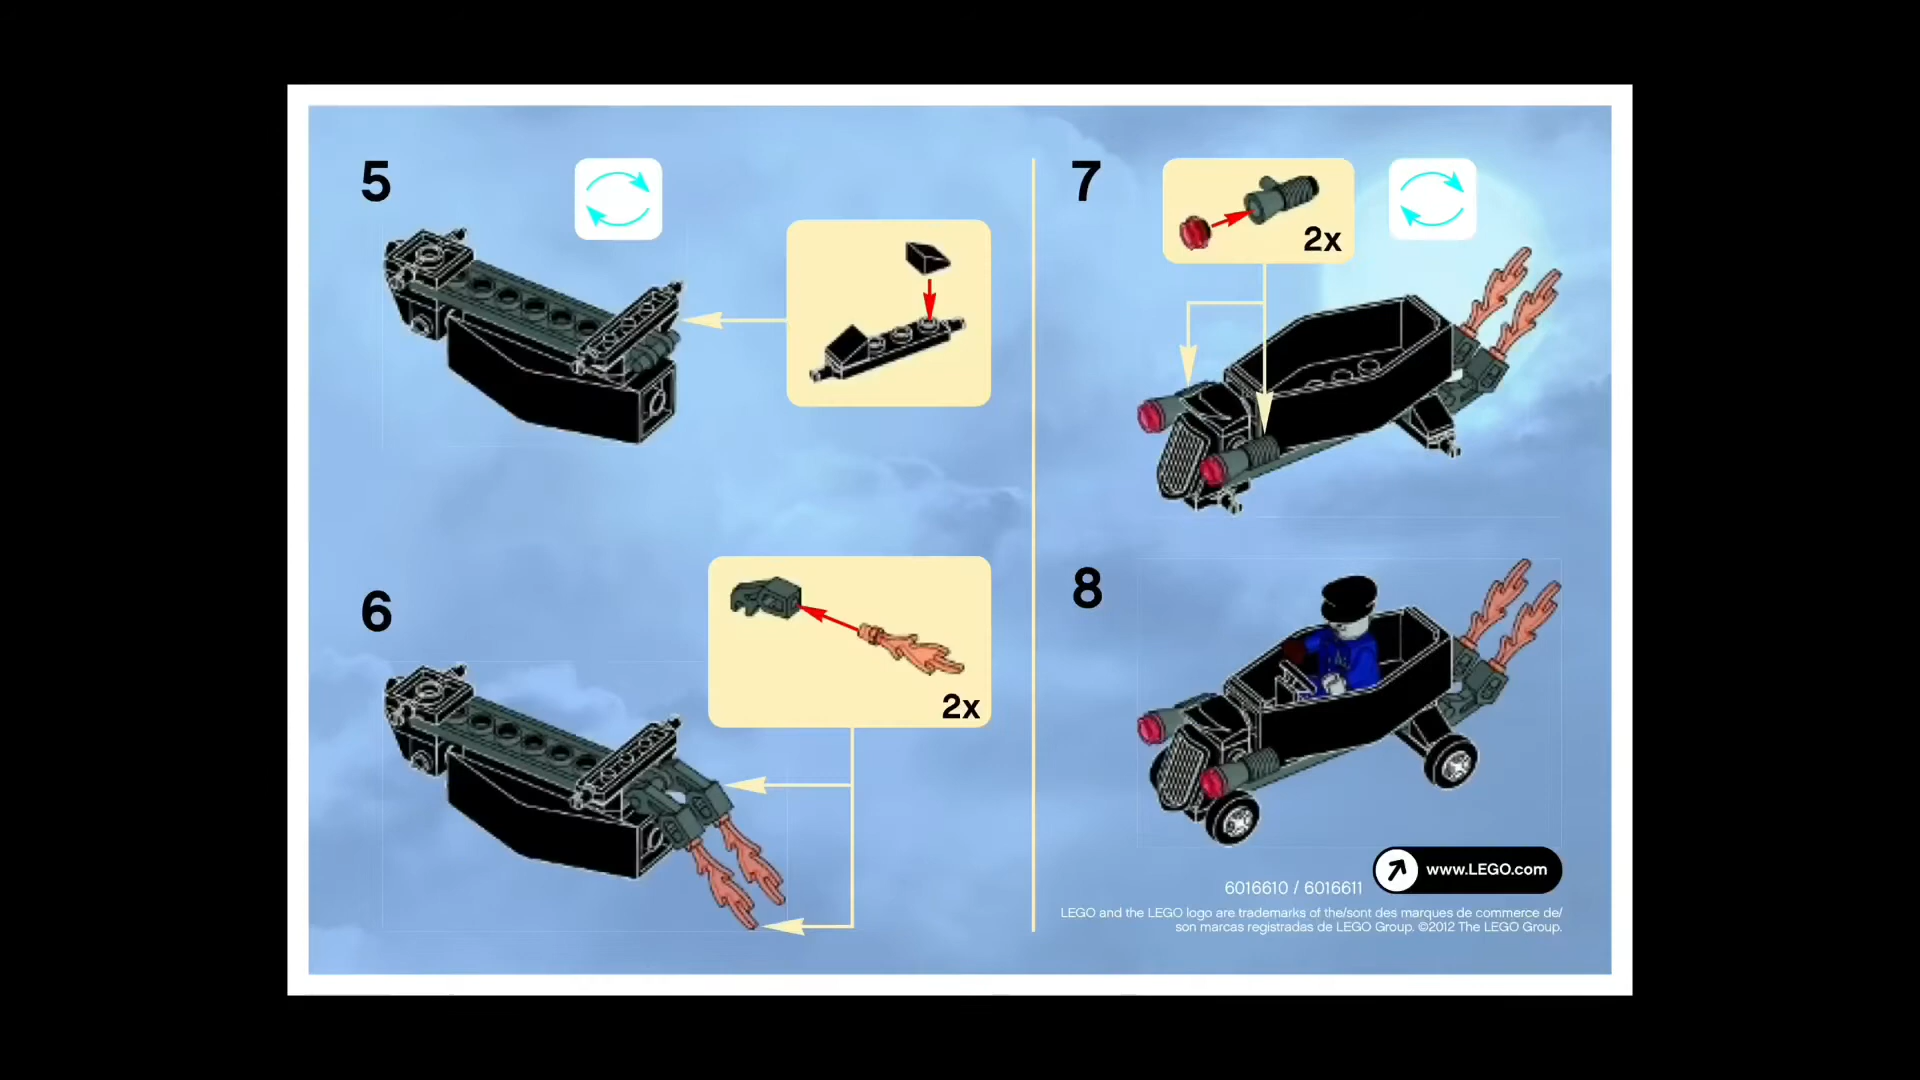 5
6
2x
7
2x
8
www.LEGO.com
6016610 / 6016611
LEGO and the LEGO logo are trademarks of the/sont des marques de commerce de/
son marcas registradas de LEGO Group. ©2012 The LEGO Group.